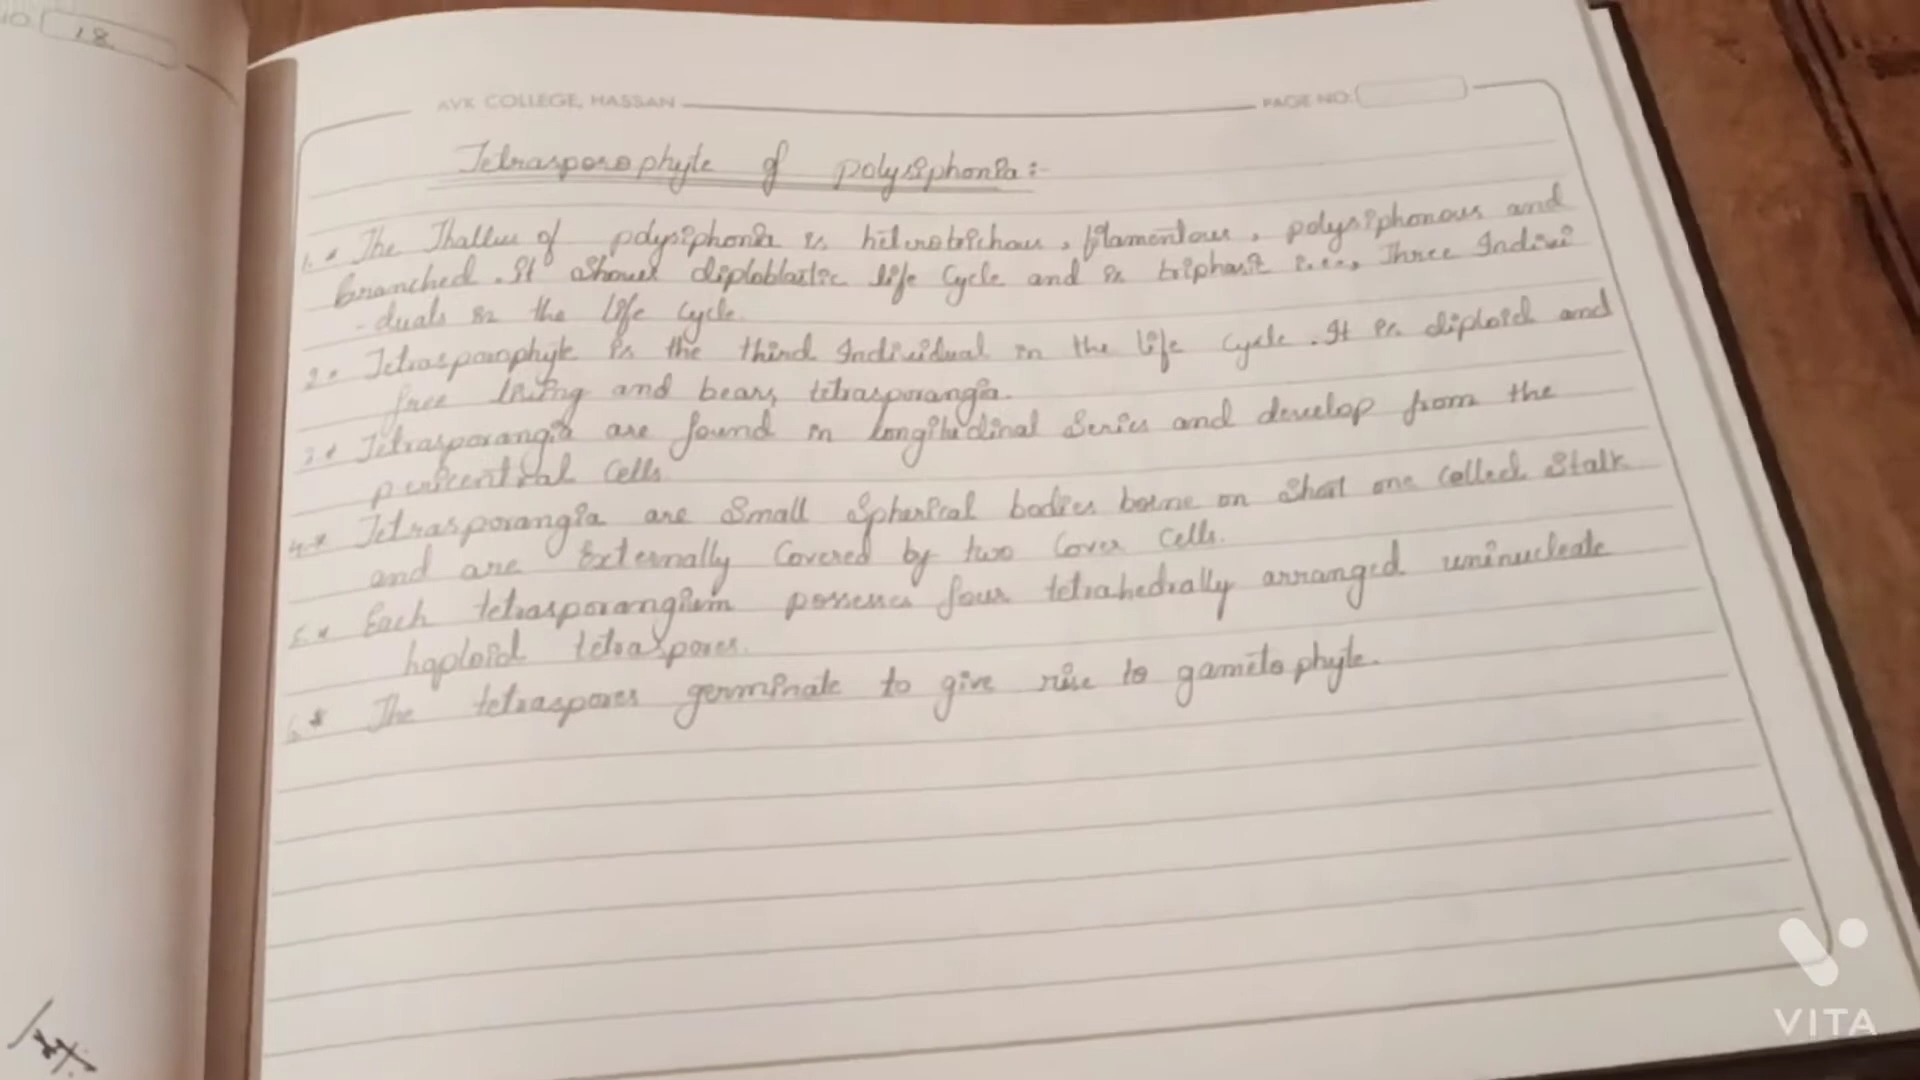 NO
18
AVK COLLEGE, HASSAN
PAGE NO:
Tetrasporophyte of polysiphonia :-
1. * The Thallus of polysiphonia is heterotrichous, filamentous, polysiphonous and
branched. It shows diploblastic life Cycle and is triphasic i.e., Three Indivi
- duals in the life Cycle.
2. * Tetrasporophyte is the third Individual in the life Cycle. It is diploid and
free living and bears tetrasporangia.
3. * Tetrasporangia are found in longitudinal Series and develop from the
pericentral cells.
4. * Tetrasporangia are Small Spherical bodies borne on Short one Celled Stalk
and are Externally Covered by two Cover Cells.
5. * Each tetrasporangium possesses four tetrahedrally arranged uninucleate
haploid tetraspores.
6. * The tetraspores germinate to give rise to gametophyte.
VITA